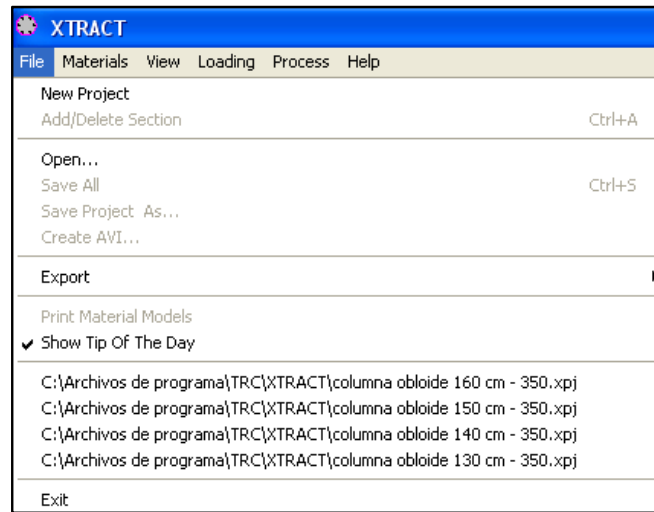 XTRACT
File Materials View Loading Process Help
New Project
Add/Delete Section Ctrl+A
Open...
Save All Ctrl+S
Save Project As...
Create AVI...
Export
Print Material Models
Show Tip Of The Day
C:\Archivos de programa\TRC\XTRACT\columna obloide 160 cm - 350.xpj
C:\Archivos de programa\TRC\XTRACT\columna obloide 150 cm - 350.xpj
C:\Archivos de programa\TRC\XTRACT\columna obloide 140 cm - 350.xpj
C:\Archivos de programa\TRC\XTRACT\columna obloide 130 cm - 350.xpj
Exit